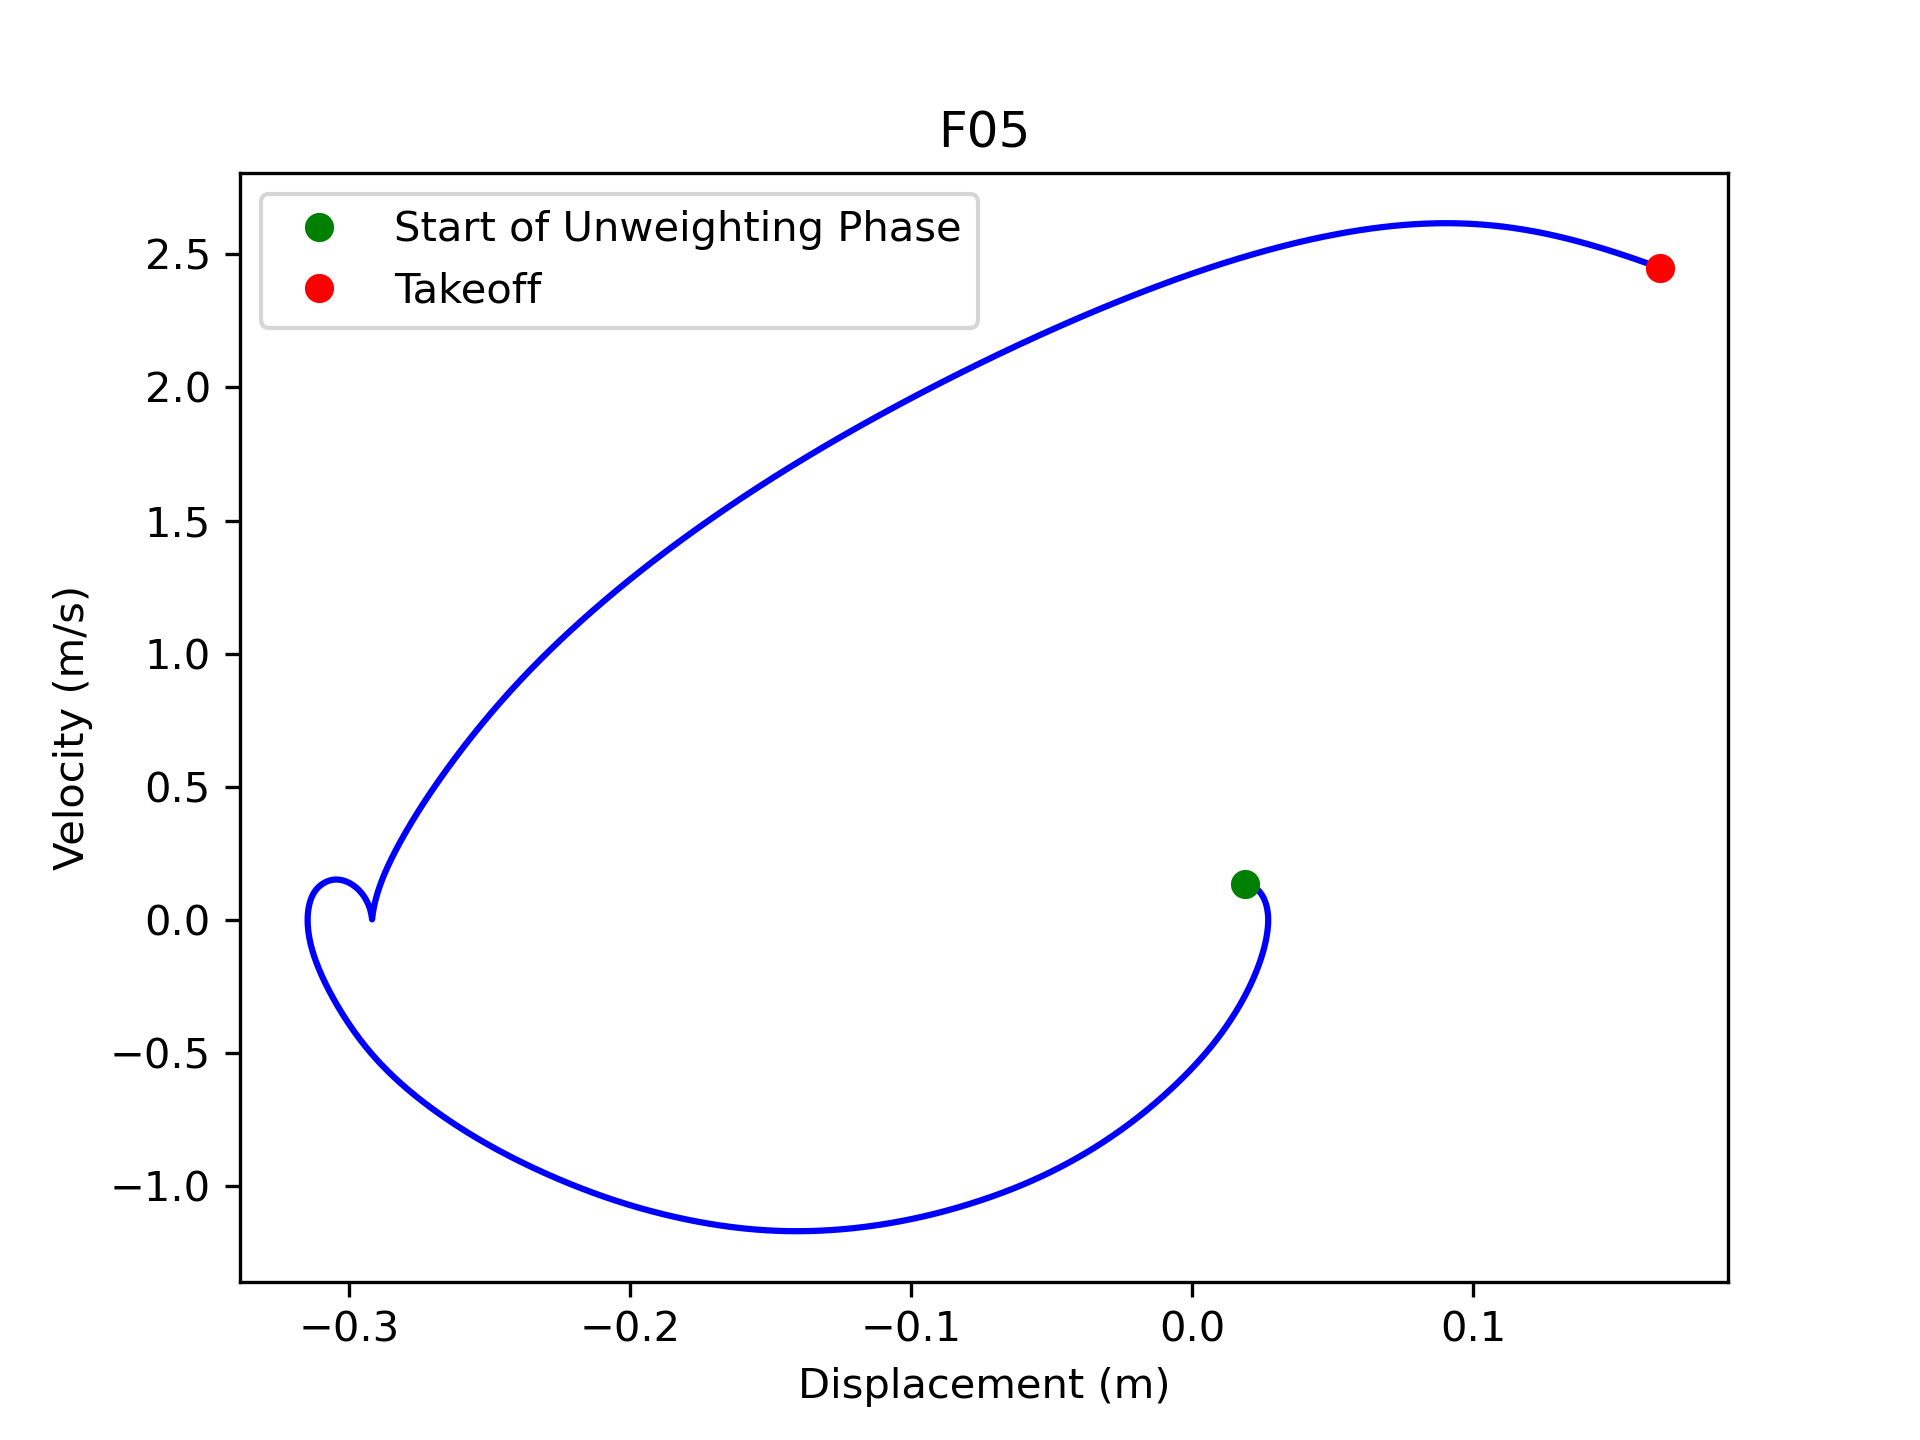 F05
Start of Unweighting Phase
Takeoff
2.5
2.0
1.5
1.0
0.5
0.0
−0.5
−1.0
Velocity (m/s)
−0.3 −0.2 −0.1 0.0 0.1
Displacement (m)